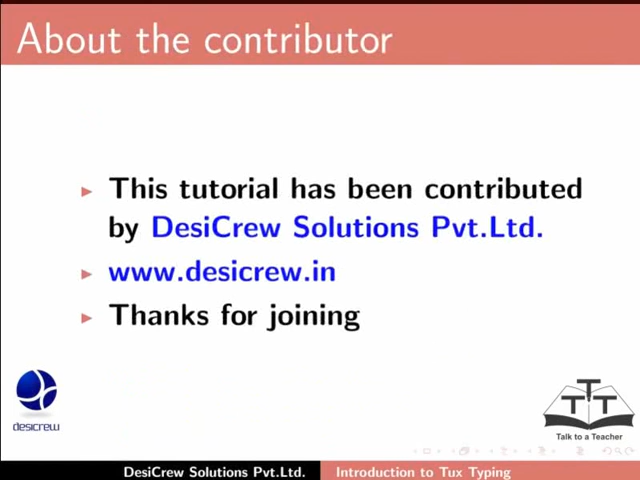 About the contributor
This tutorial has been contributed
by DesiCrew Solutions Pvt.Ltd.
www.desicrew.in
Thanks for joining
desicrew
T T T
Talk to a Teacher
DesiCrew Solutions Pvt.Ltd. Introduction to Tux Typing